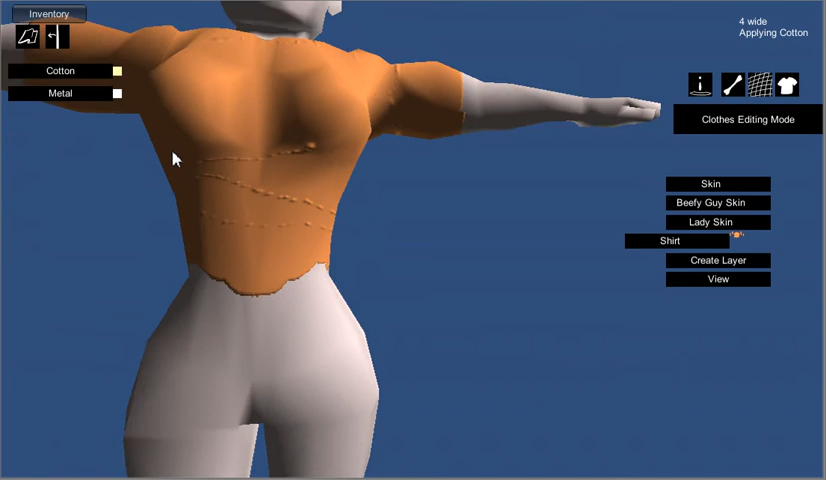 Inventory
4 wide
Applying Cotton
Cotton
Metal
Clothes Editing Mode
Skin
Beefy Guy Skin
Lady Skin
Shirt
Create Layer
View